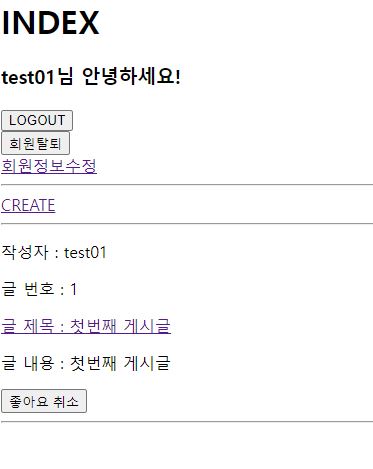 INDEX
test01님 안녕하세요!
LOGOUT
회원탈퇴
회원정보수정
CREATE
작성자 : test01
글 번호 : 1
글 제목 : 첫번째 게시글
글 내용 : 첫번째 게시글
좋아요 취소